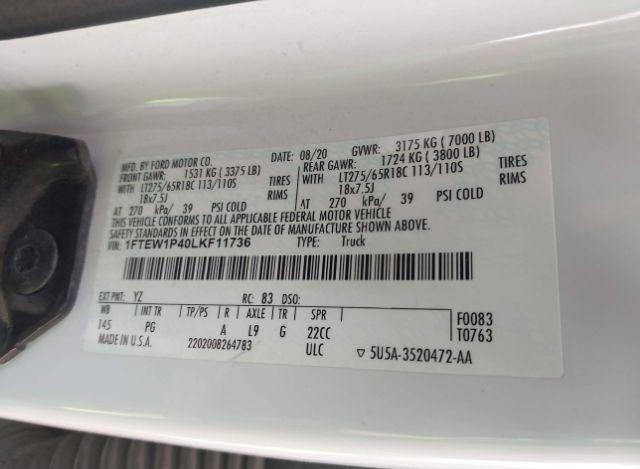 MFD. BY FORD MOTOR CO. DATE: 08/20 GVWR: 3175 KG ( 7000 LB)
FRONT GAWR: 1531 KG ( 3375 LB) REAR GAWR: 1724 KG ( 3800 LB)
WITH LT275/65R18C 113/110S TIRES WITH LT275/65R18C 113/110S TIRES
18x7.5J RIMS 18x7.5J RIMS
AT 270 kPa/ 39 PSI COLD AT 270 kPa/ 39 PSI COLD
THIS VEHICLE CONFORMS TO ALL APPLICABLE FEDERAL MOTOR VEHICLE
SAFETY STANDARDS IN EFFECT ON THE DATE OF MANUFACTURE SHOWN ABOVE.
VIN: 1FTEW1P40LKF11736 TYPE: Truck
EXT PNT: YZ RC: 83 DSO:
WB INT TR TP/PS R AXLE TR SPR F0083
145 PG A L9 G 22CC T0763
MADE IN U.S.A. 2202008264783 ULC ▽ 5U5A-3520472-AA